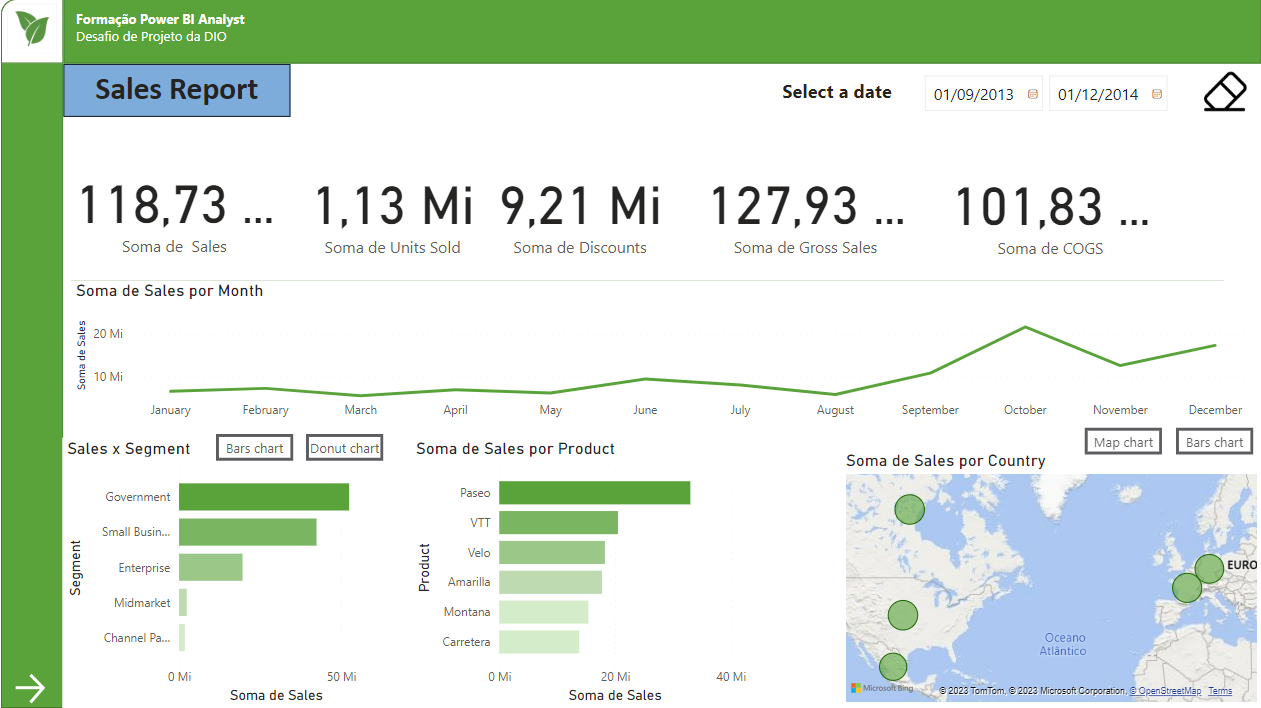 Formação Power BI Analyst
Desafio de Projeto da DIO
Sales Report
Select a date
01/09/2013
01/12/2014
118,73 ...
Soma de Sales
1,13 Mi
Soma de Units Sold
9,21 Mi
Soma de Discounts
127,93 ...
Soma de Gross Sales
101,83 ...
Soma de COGS
Soma de Sales por Month
Soma de Sales
20 Mi
10 Mi
January
February
March
April
May
June
July
August
September
October
November
December
Sales x Segment
Bars chart
Donut chart
Segment
Government
Small Busin...
Enterprise
Midmarket
Channel Pa...
0 Mi
50 Mi
Soma de Sales
Soma de Sales por Product
Product
Paseo
VTT
Velo
Amarilla
Montana
Carretera
0 Mi
20 Mi
40 Mi
Soma de Sales
Map chart
Bars chart
Soma de Sales por Country
EURO
Oceano
Atlântico
Microsoft Bing
© 2023 TomTom, © 2023 Microsoft Corporation, © OpenStreetMap Terms